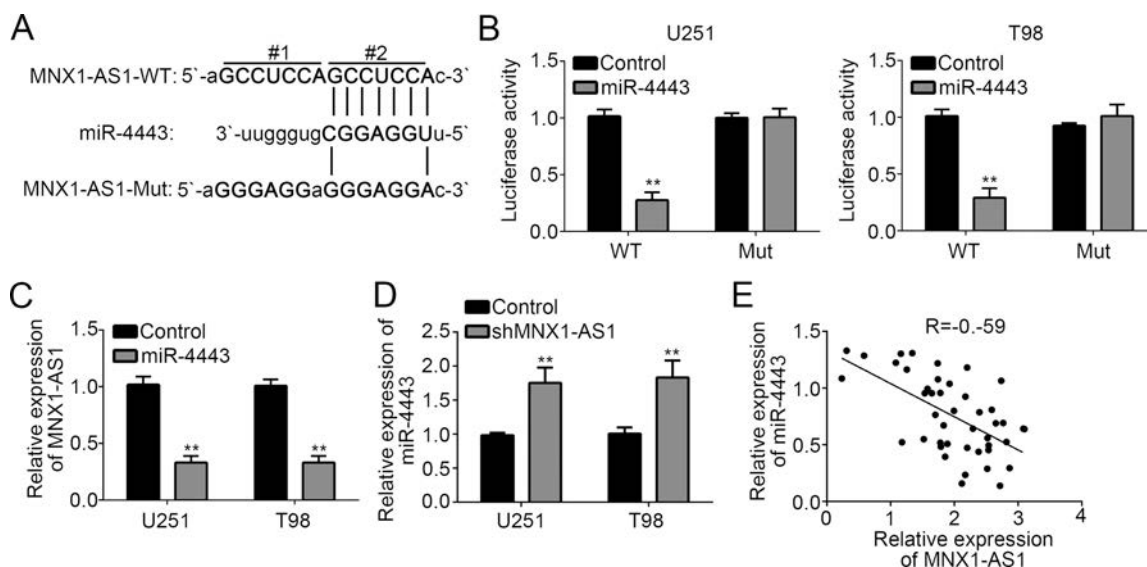 A
#1 #2
MNX1-AS1-WT: 5`-aGCCUCCAGCCUCCAc-3`
miR-4443: 3`-uugggugCGGAGGUu-5`
MNX1-AS1-Mut: 5`-aGGGAGGaGGGAGGAc-3`
B
U251
Control
miR-4443
Luciferase activity
1.5
1.0
0.5
0.0
**
WT Mut
T98
Control
miR-4443
Luciferase activity
1.5
1.0
0.5
0.0
**
WT Mut
C
Control
miR-4443
Relative expression
of MNX1-AS1
1.5
1.0
0.5
0.0
** **
U251 T98
D
Control
shMNX1-AS1
Relative expression of
miR-4443
2.5
2.0
1.5
1.0
0.5
0.0
** **
U251 T98
E
R=-0.-59
Relative expression
of miR-4443
1.5
1.0
0.5
0.0
0 1 2 3 4
Relative expression
of MNX1-AS1